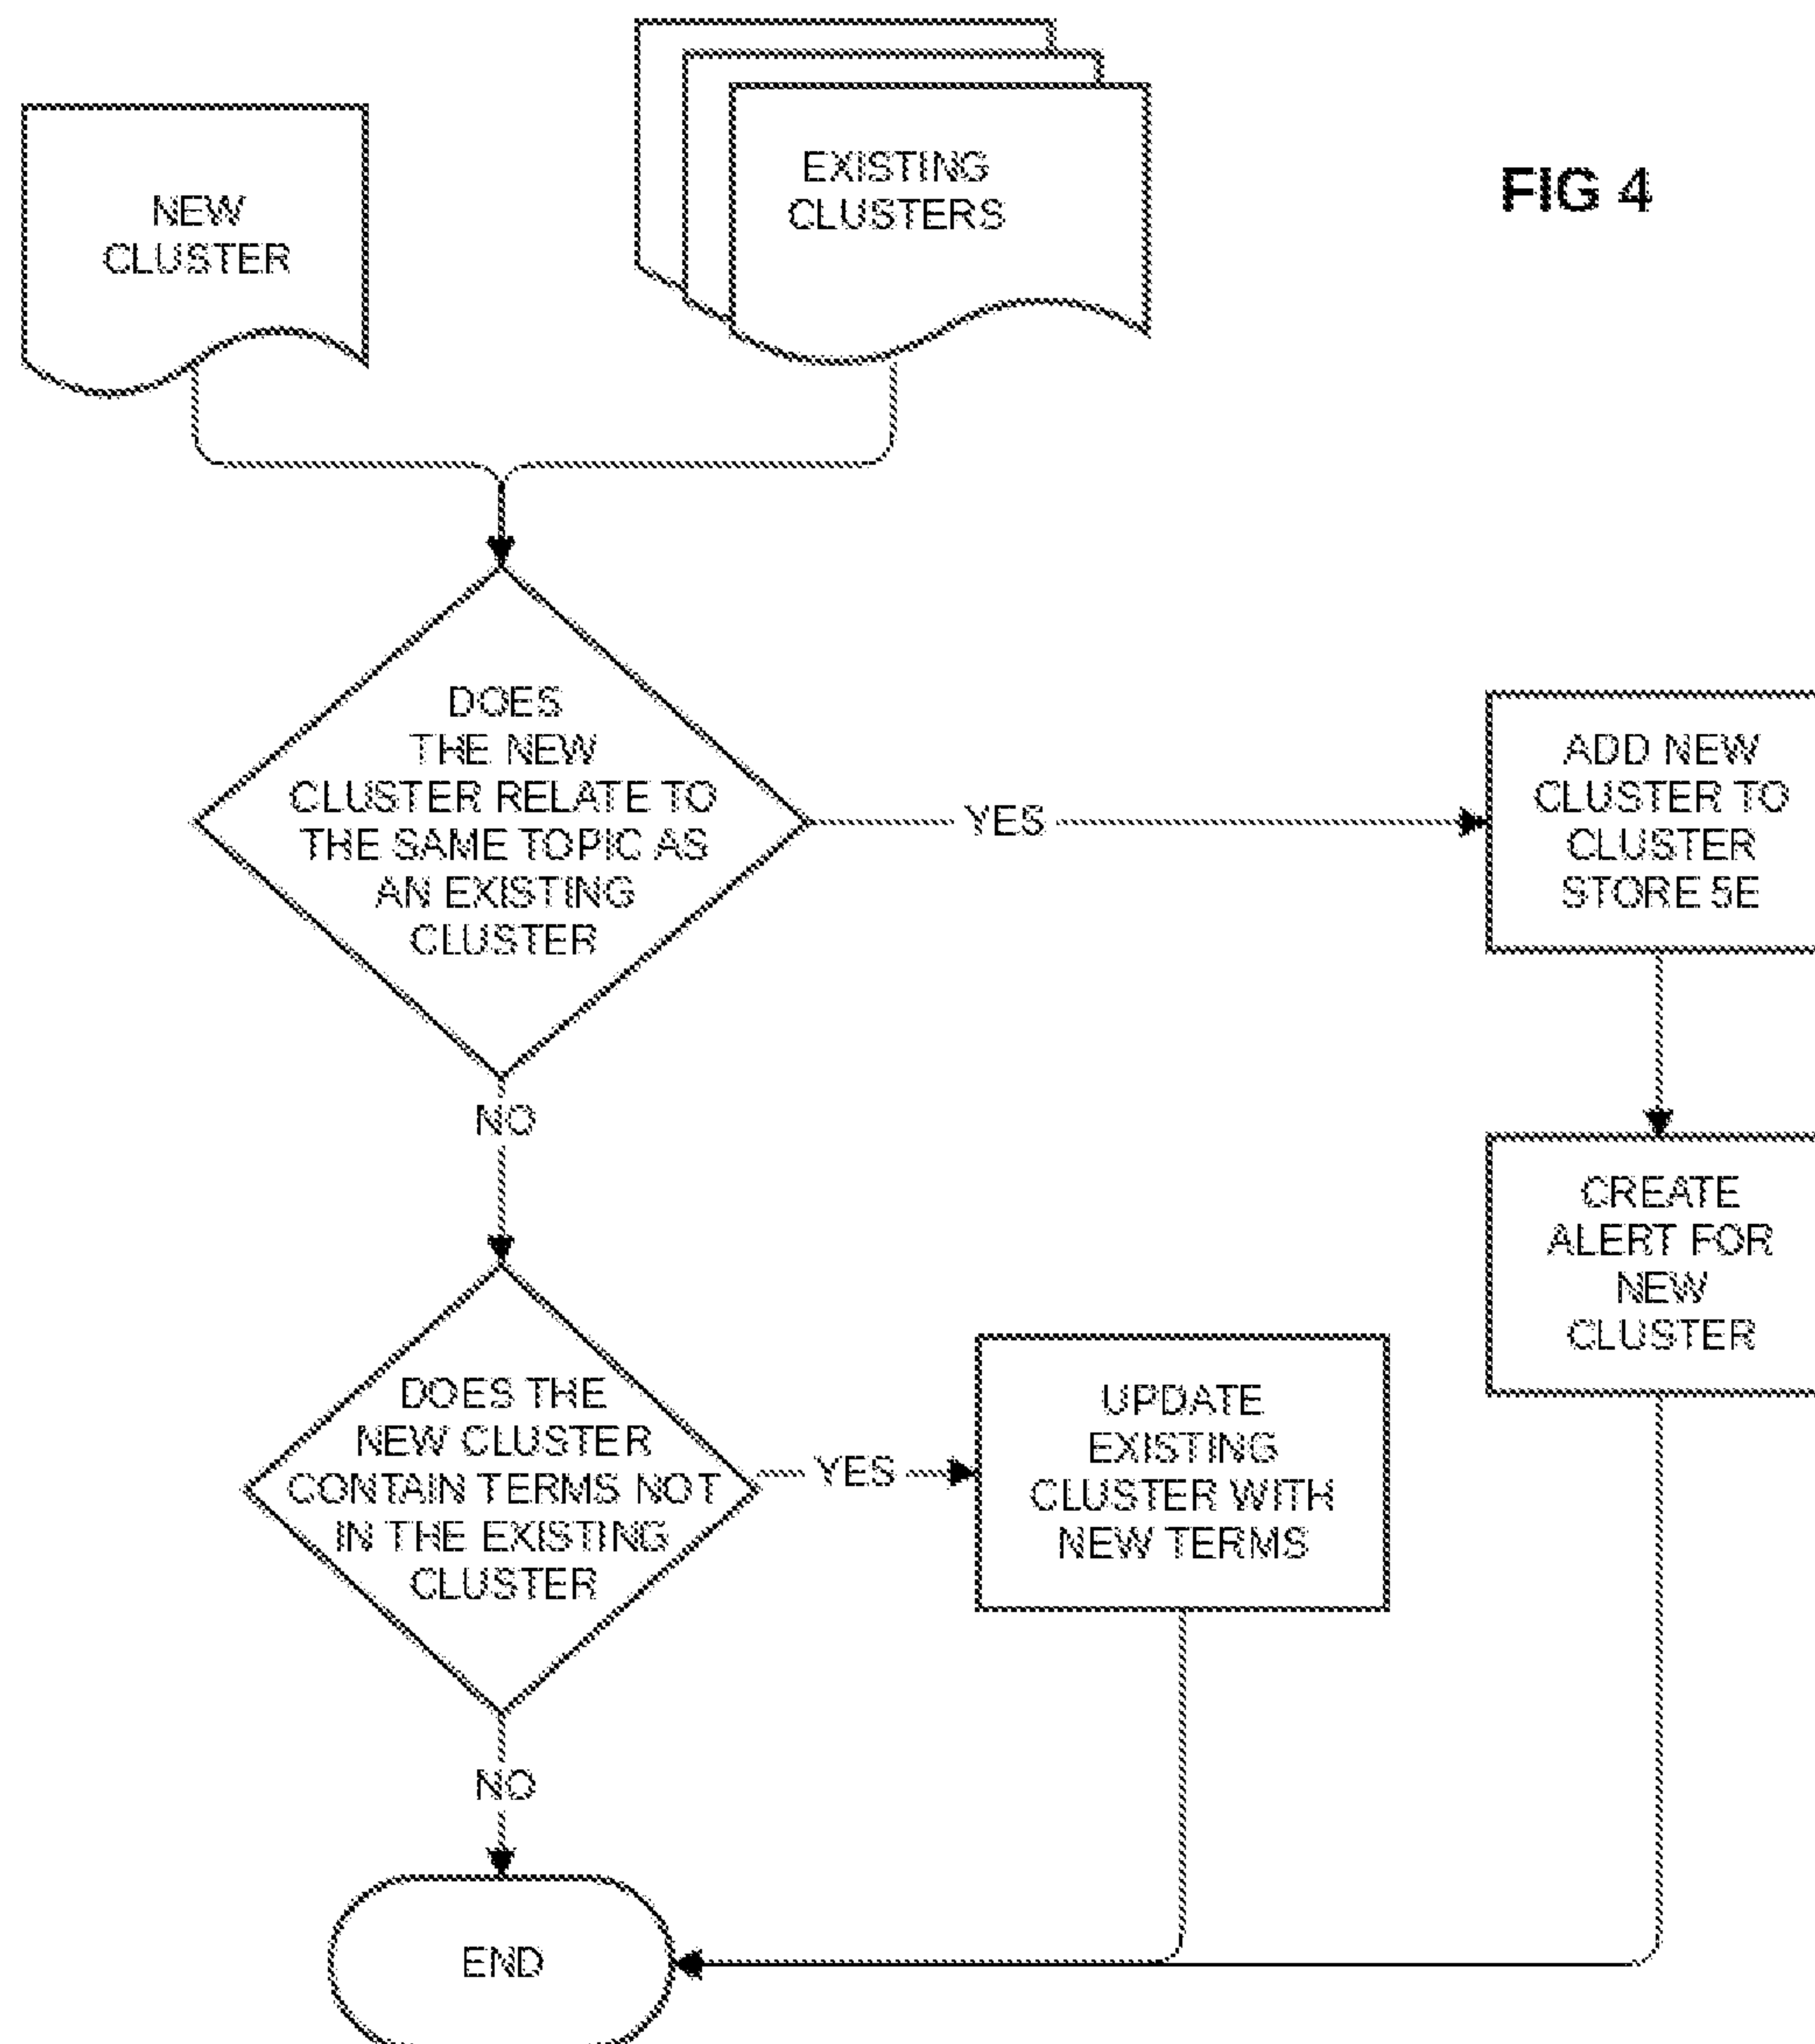 NEW
CLUSTER
EXISTING
CLUSTERS
FIG 4
DOES
THE NEW
CLUSTER RELATE TO
THE SAME TOPIC AS
AN EXISTING
CLUSTER
YES
ADD NEW
CLUSTER TO
CLUSTER
STORE 5E
NO
CREATE
ALERT FOR
NEW
CLUSTER
DOES THE
NEW CLUSTER
CONTAIN TERMS NOT
IN THE EXISTING
CLUSTER
YES
UPDATE
EXISTING
CLUSTER WITH
NEW TERMS
NO
END